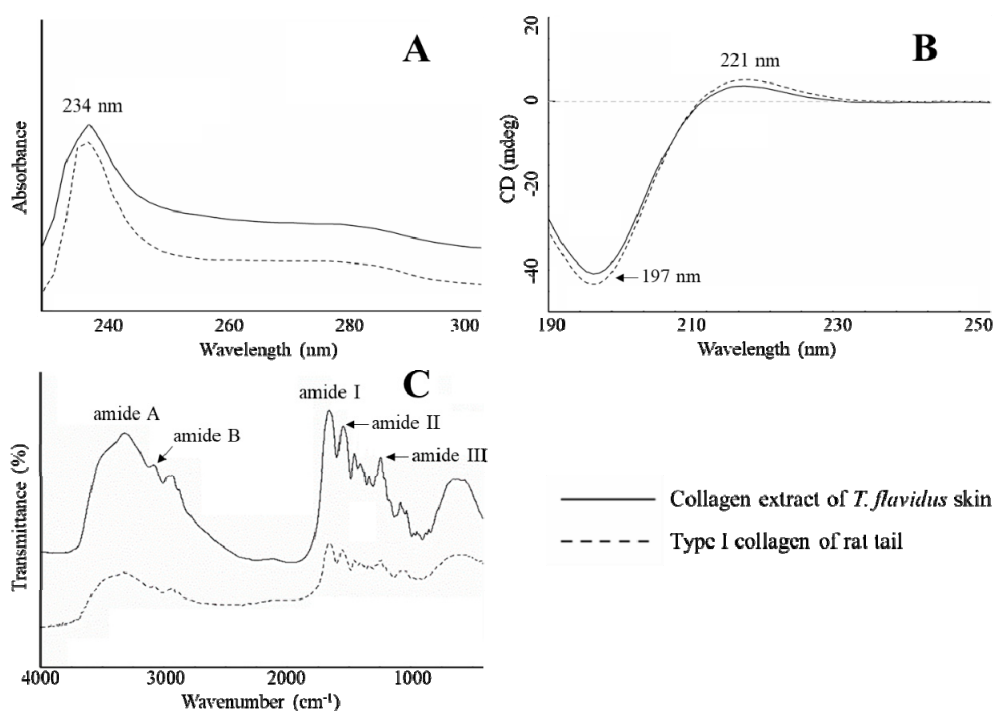 A
234 nm
Absorbance
240 260 280 300
Wavelength (nm)
B
221 nm
20
0
-20
-40
CD (mdeg)
197 nm
190 210 230 250
Wavelength (nm)
C
amide I
amide A
amide II
amide B
amide III
Transmittance (%)
4000 3000 2000 1000
Wavenumber (cm⁻¹)
Collagen extract of T. flavidus skin
Type I collagen of rat tail